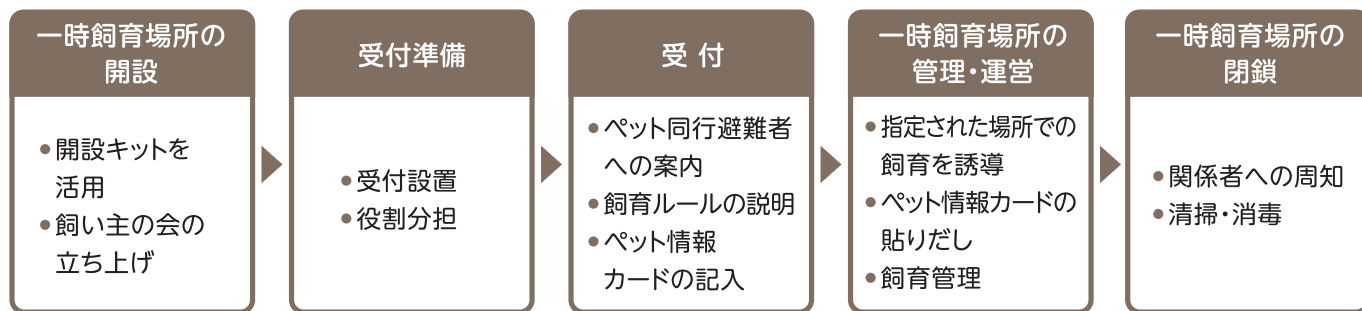 一時飼育場所の
開設
• 開設キットを
活用
• 飼い主の会の
立ち上げ
受付準備
• 受付設置
• 役割分担
受 付
• ペット同行避難者
への案内
• 飼育ルールの説明
• ペット情報
カードの記入
一時飼育場所の
管理・運営
• 指定された場所での
飼育を誘導
• ペット情報カードの
貼りだし
• 飼育管理
一時飼育場所の
閉鎖
• 関係者への周知
• 清掃・消毒